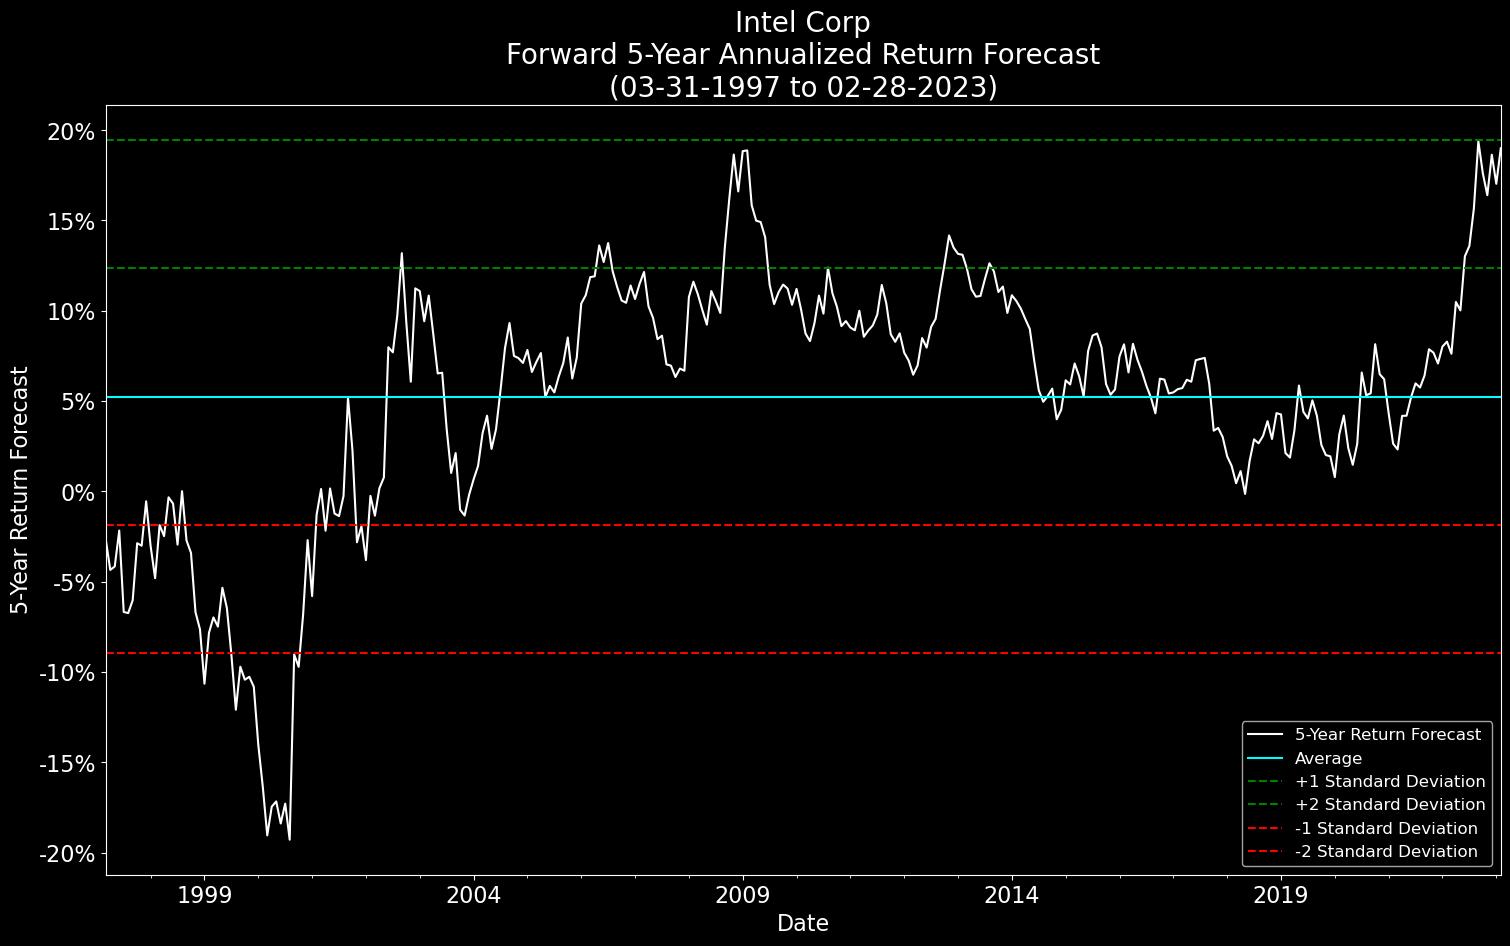 Intel Corp
Forward 5-Year Annualized Return Forecast
(03-31-1997 to 02-28-2023)
5-Year Return Forecast
20%
15%
10%
5%
0%
-5%
-10%
-15%
-20%
5-Year Return Forecast
Average
+1 Standard Deviation
+2 Standard Deviation
-1 Standard Deviation
-2 Standard Deviation
1999 2004 2009 2014 2019
Date